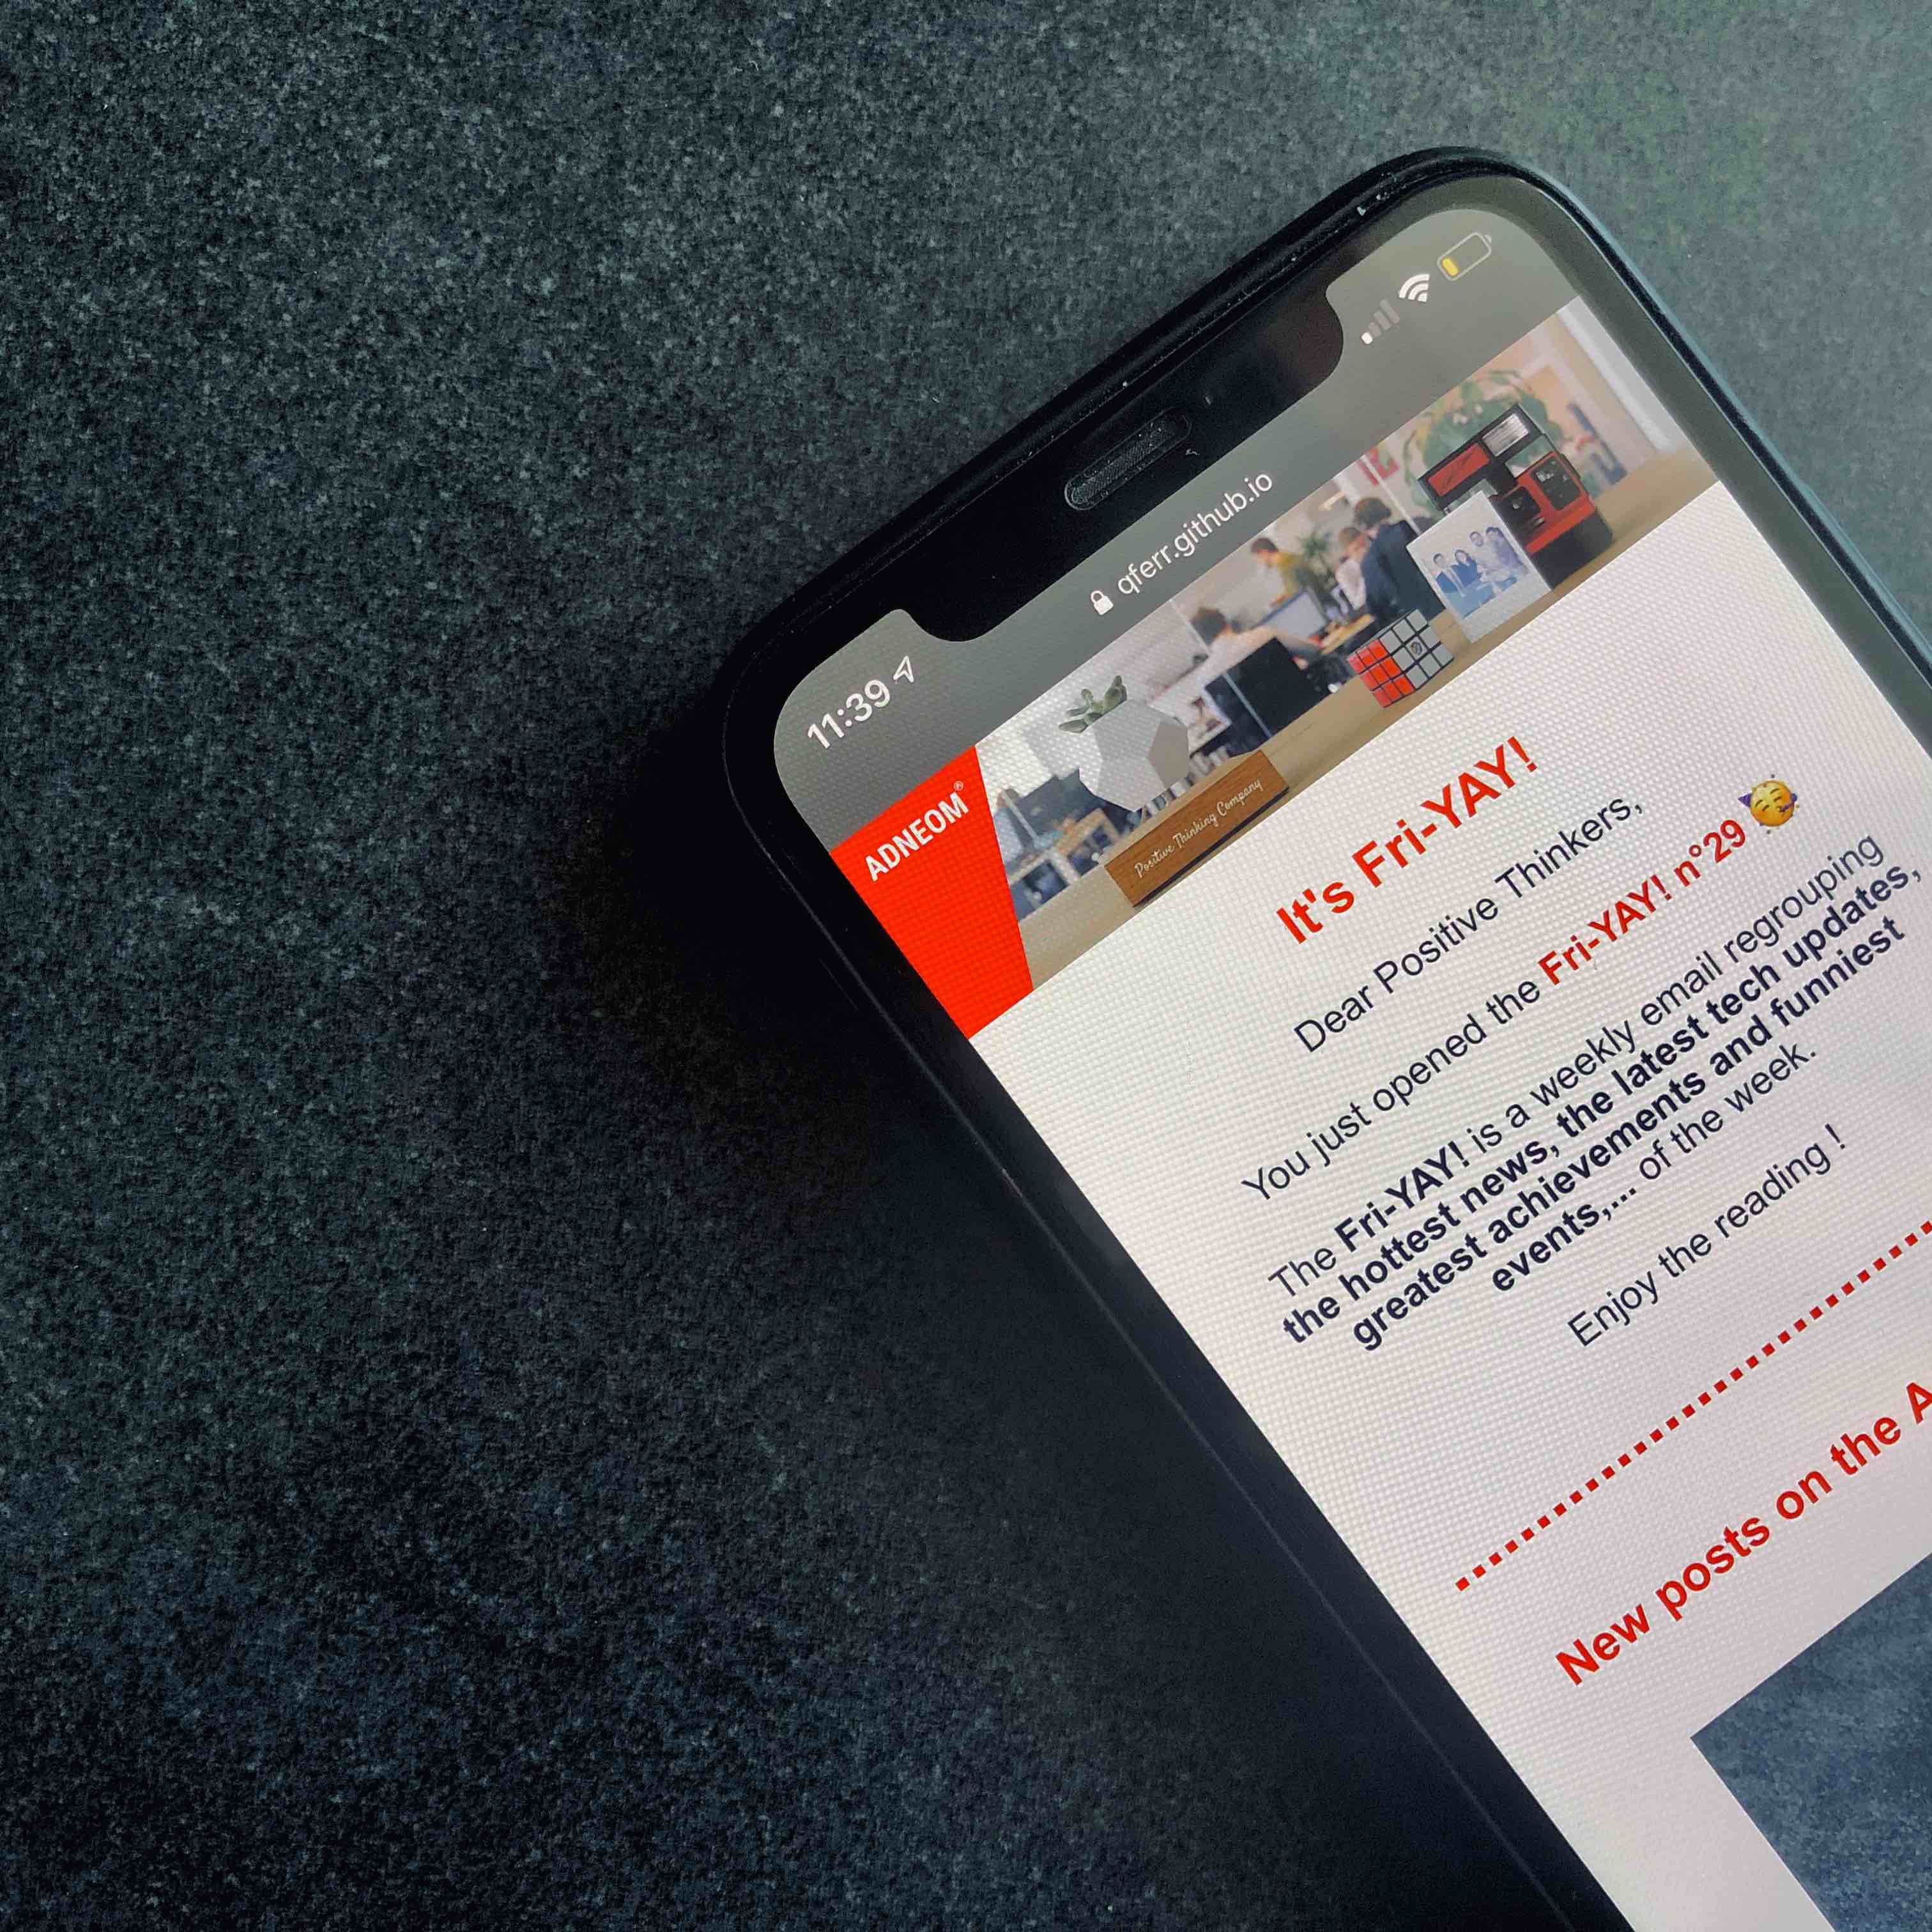 11:39
qferr.github.io
ADNEOM®
Positive Thinking Company
It's Fri-YAY!
Dear Positive Thinkers,
You just opened the Fri-YAY! n°29 🥳
The Fri-YAY! is a weekly email regrouping
the hottest news, the latest tech updates,
greatest achievements and funniest
events,... of the week.
Enjoy the reading !
New posts on the A